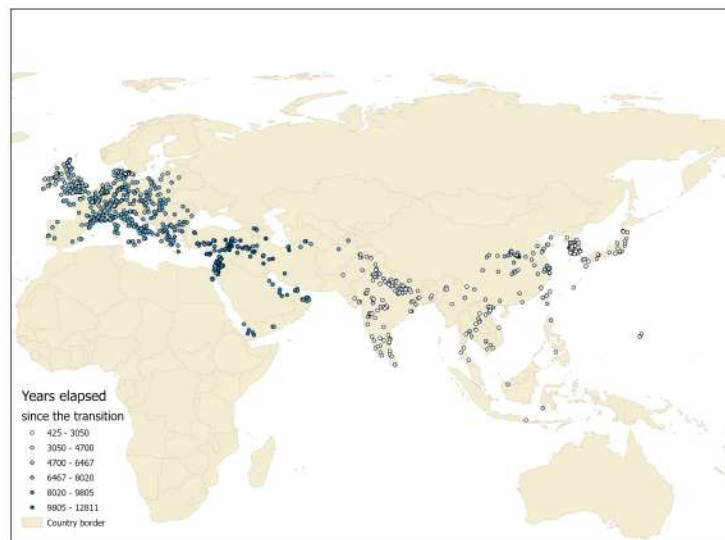 Years elapsed
since the transition
425 - 3050
3050 - 4700
4700 - 6467
6467 - 8020
8020 - 9805
9805 - 12811
Country border